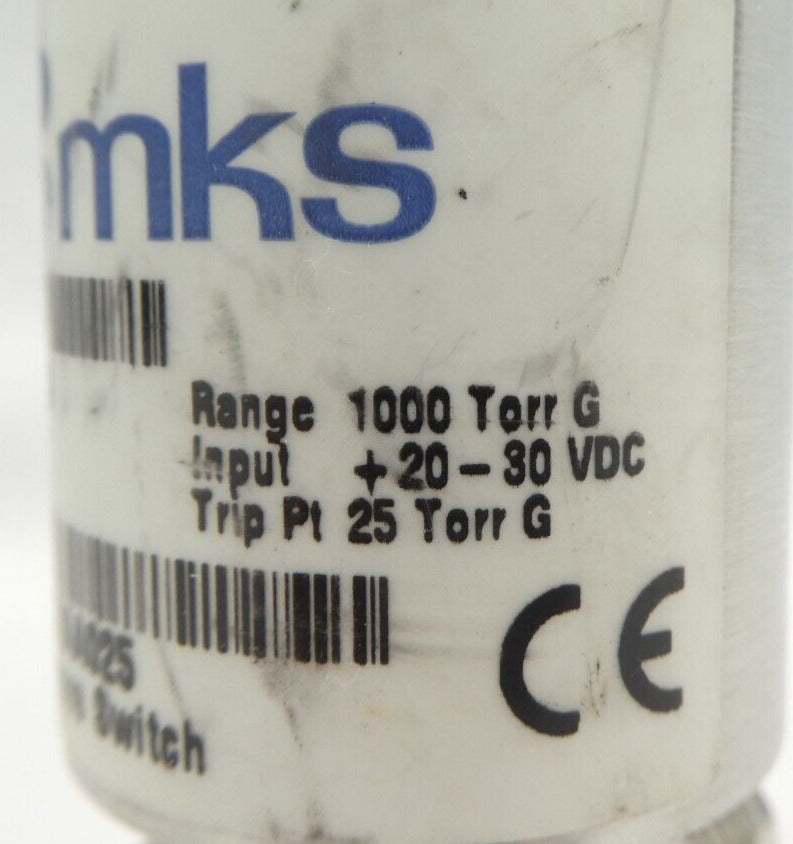 mks
Range 1000 Torr G
Input + 20 - 30 VDC
Trip Pt 25 Torr G
CE
Switch